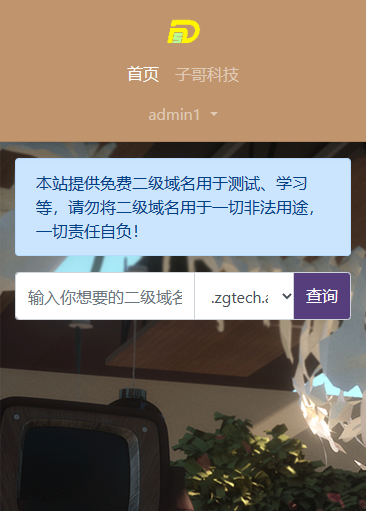 首页 子哥科技
admin1
本站提供免费二级域名用于测试、学习
等，请勿将二级域名用于一切非法用途，
一切责任自负！
输入你想要的二级域名 .zgtech.a 查询